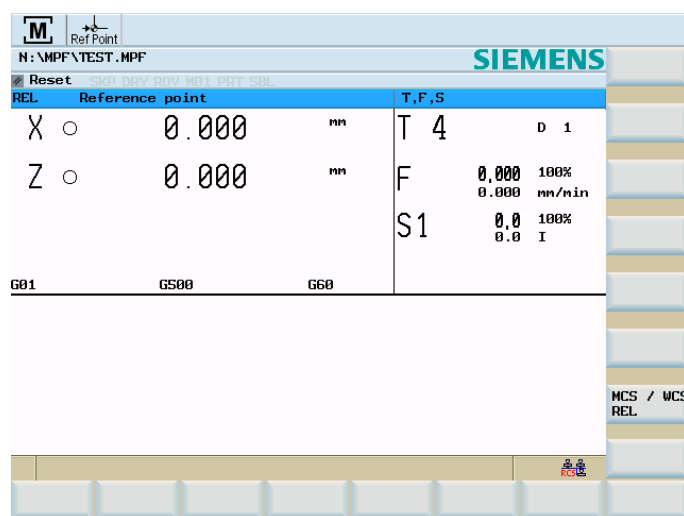 M
Ref Point
N:\MPF\TEST.MPF
SIEMENS
Reset SKP DRY ROV M01 PRT SBL
REL Reference point T,F,S
X 0.000 mm T 4 D 1
Z 0.000 mm F 0.000 100%
0.000 mm/min
S1 0.0 100%
0.0 I
G01 G500 G60
MCS / WCS
REL
RCS